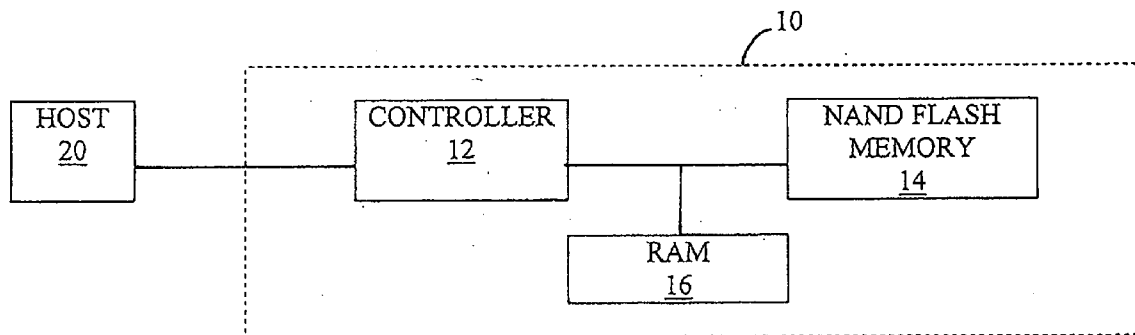 10
HOST
20
CONTROLLER
12
NAND FLASH
MEMORY
14
RAM
16